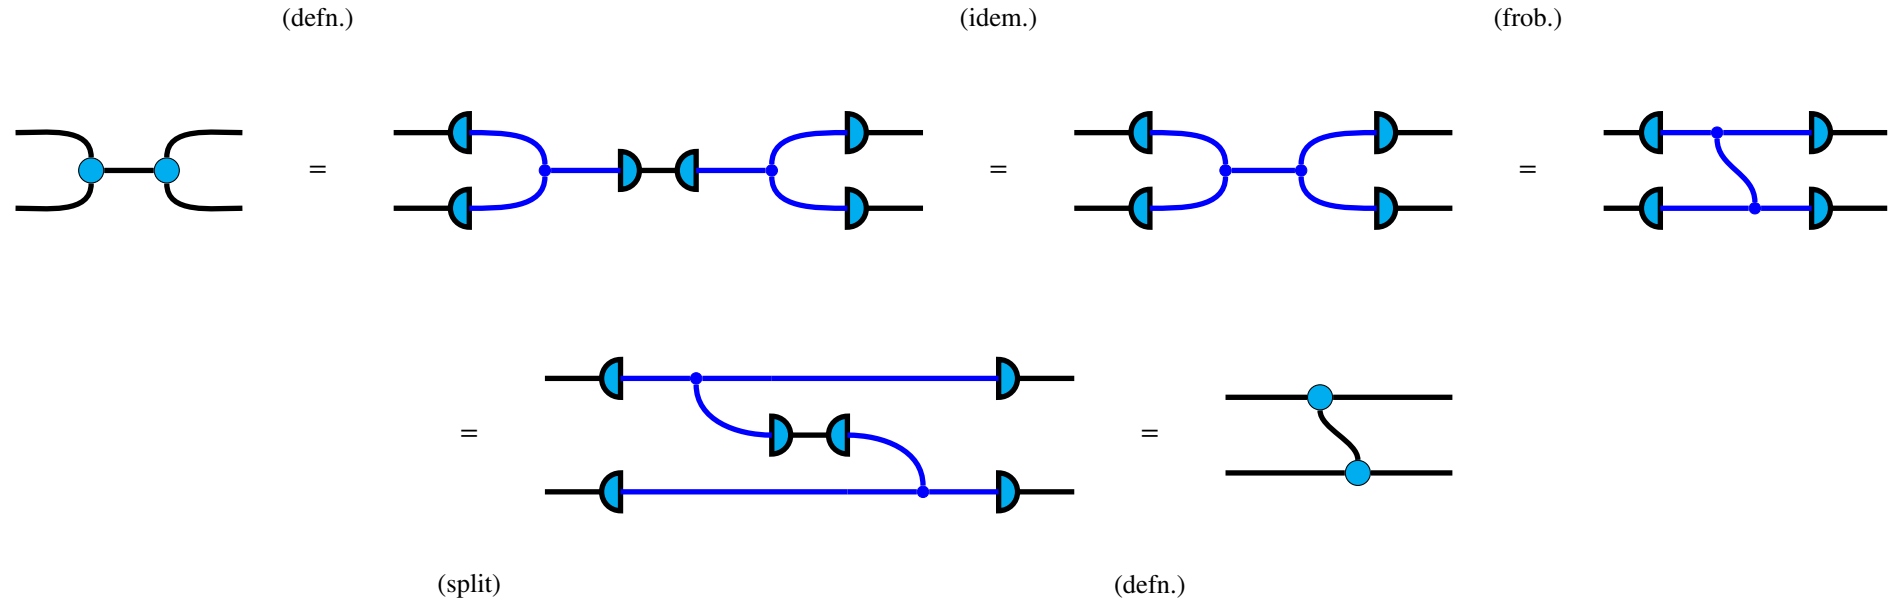 (defn.) (idem.) (frob.)
= = =
= =
(split) (defn.)